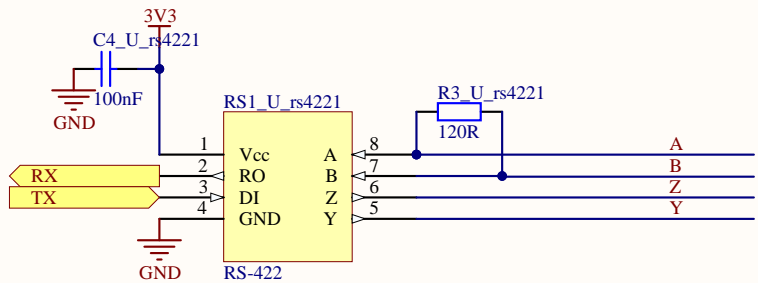 3V3
C4_U_rs4221
100nF
GND
RS1_U_rs4221
R3_U_rs4221
120R
1 Vcc A 8 A
RX 2 RO B 7 B
TX 3 DI Z 6 Z
4 GND Y 5 Y
GND
RS-422